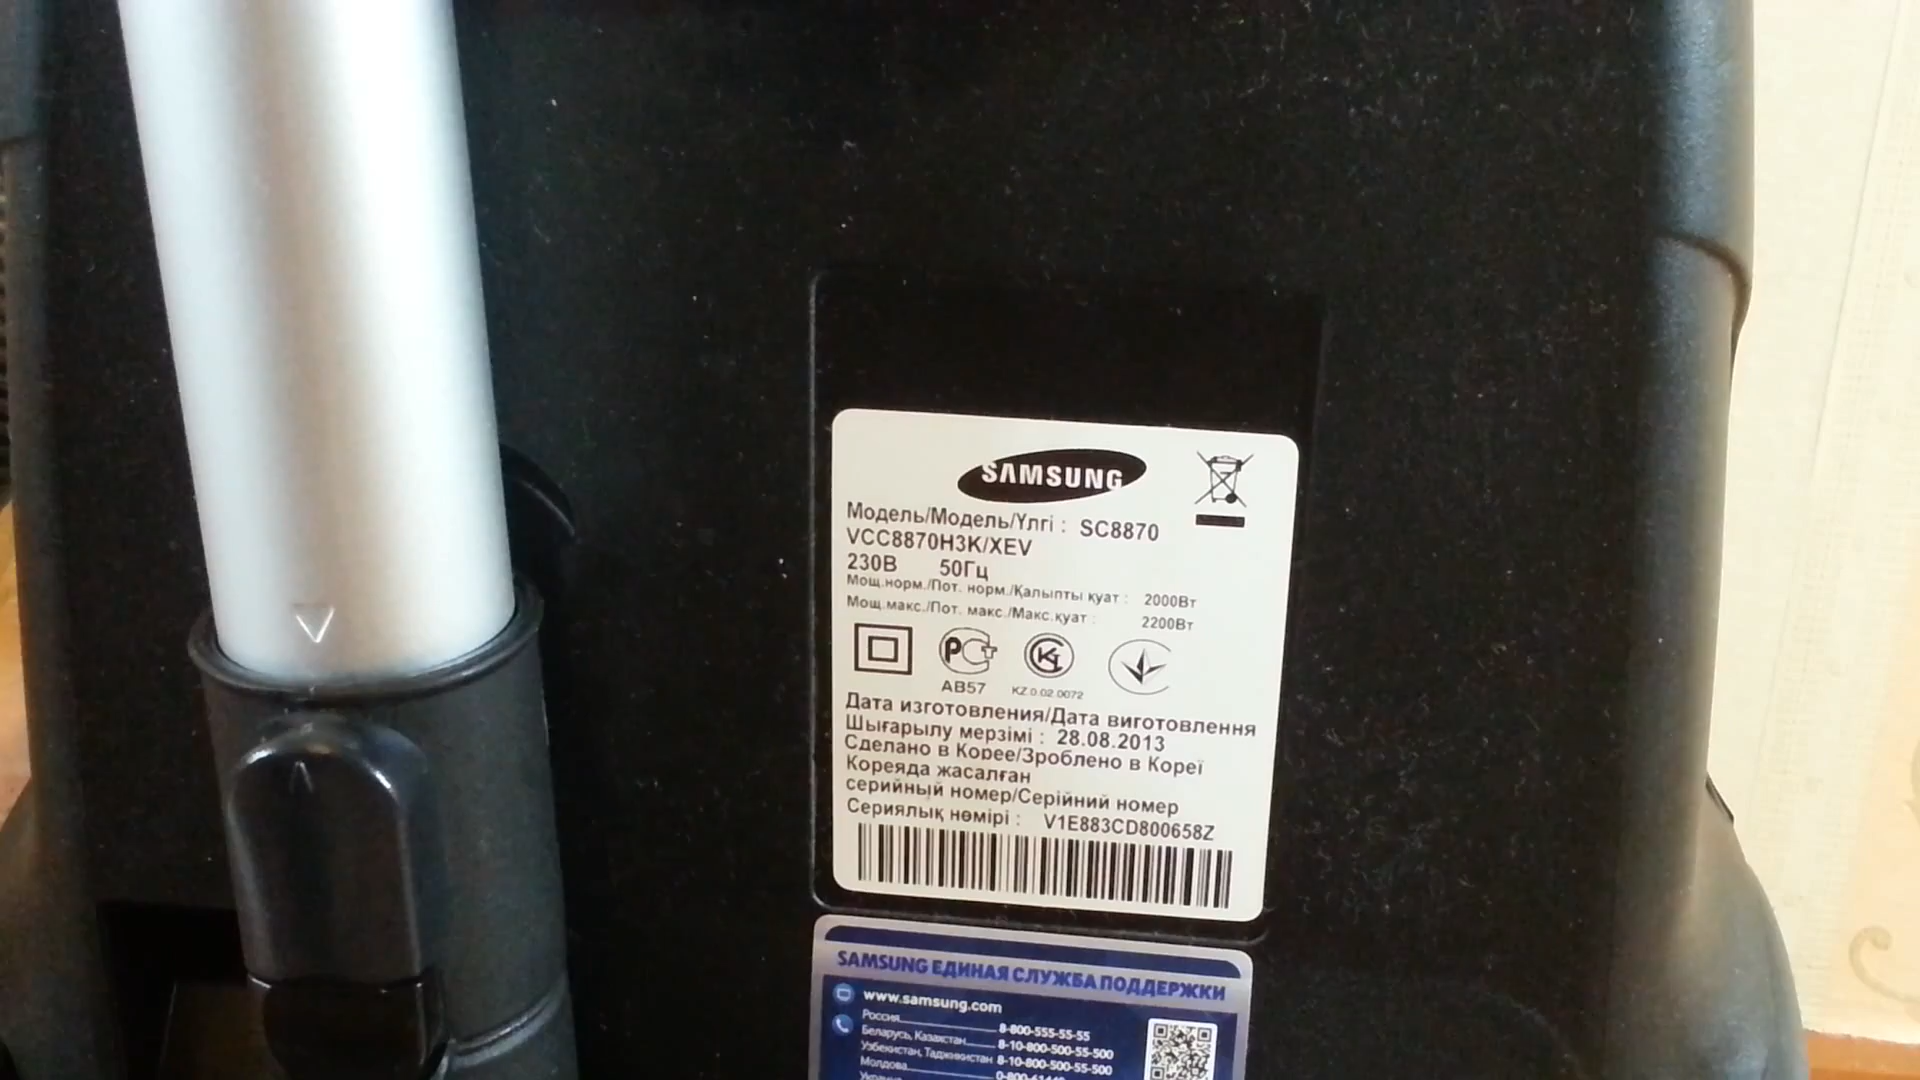 SAMSUNG
Модель/Модель/Үлгі : SC8870
VCC8870H3K/XEV
230В 50Гц
Мощ.норм./Пот. норм./Қалыпты қуат : 2000Вт
Мощ.макс./Пот. макс./Макс.қуат : 2200Вт
РСТ
АВ57
KZ.0.02.0072
Дата изготовления/Дата виготовлення
Шығарылу мерзімі : 28.08.2013
Сделано в Корее/Зроблено в Кореї
Кореяда жасалған
серийный номер/Серійний номер
Сериялық нөмірі : V1E883CD800658Z
SAMSUNG ЕДИНАЯ СЛУЖБА ПОДДЕРЖКИ
www.samsung.com
Россия 8-800-555-55-55
Беларусь, Казахстан 8-10-800-500-55-500
Узбекистан, Таджикистан 8-10-800-500-55-500
Молдова